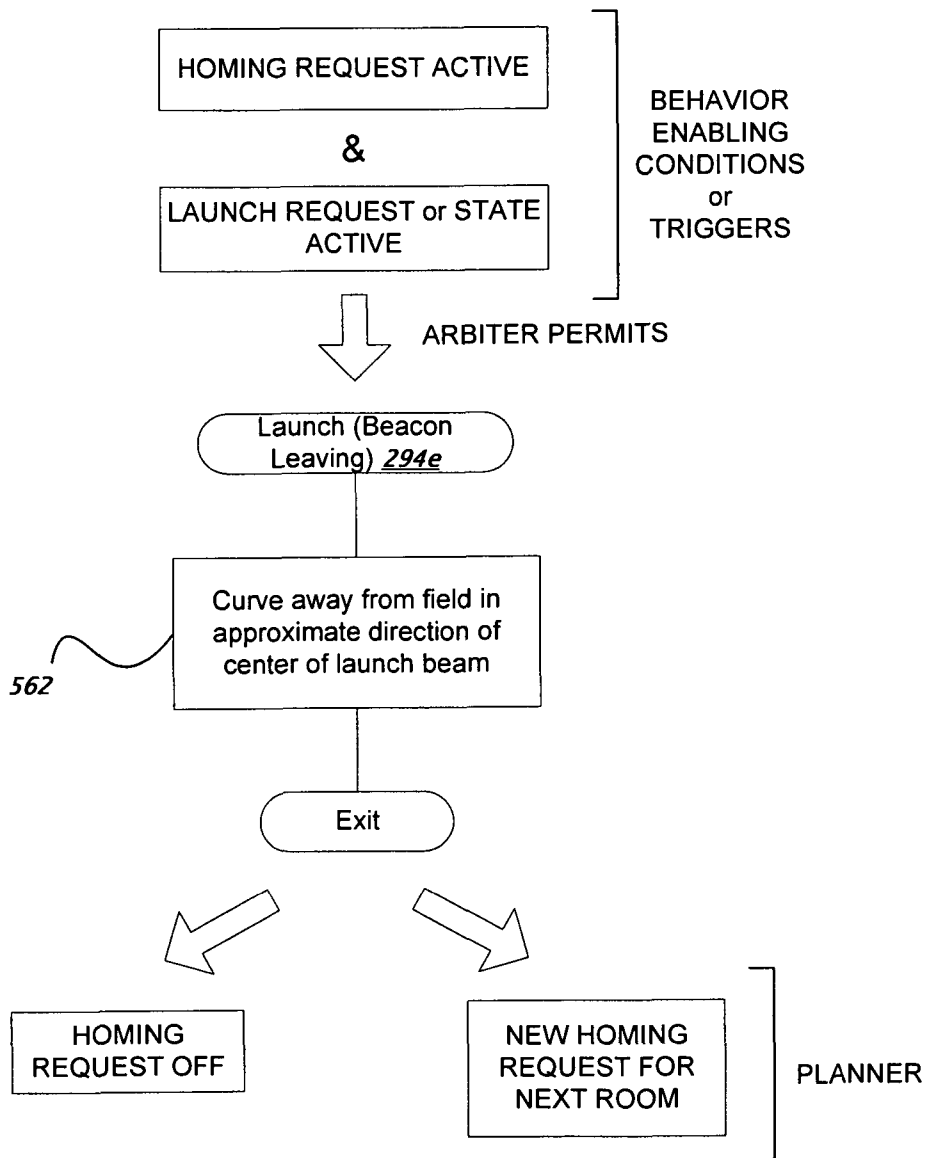 HOMING REQUEST ACTIVE
&
LAUNCH REQUEST or STATE
ACTIVE
BEHAVIOR
ENABLING
CONDITIONS
or
TRIGGERS
ARBITER PERMITS
Launch (Beacon
Leaving) 294e
Curve away from field in
approximate direction of
center of launch beam
562
Exit
HOMING
REQUEST OFF
NEW HOMING
REQUEST FOR
NEXT ROOM
PLANNER